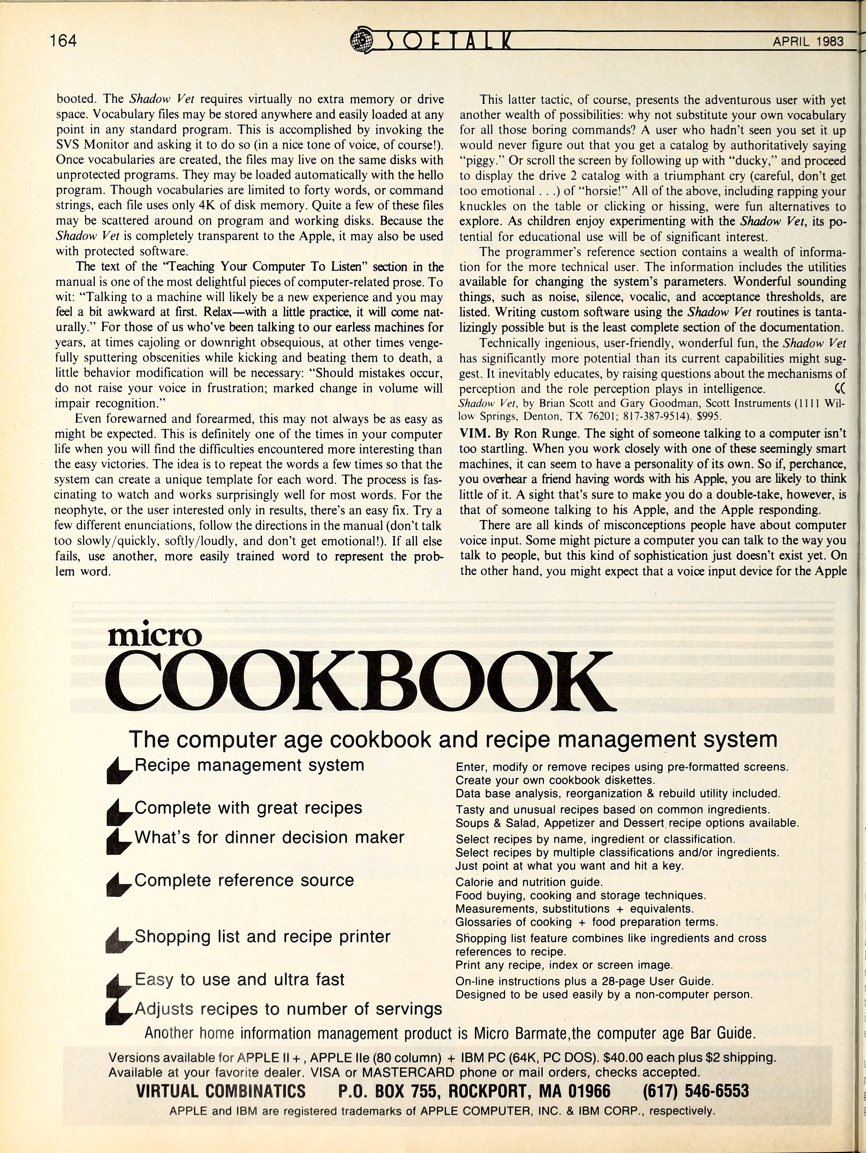 164
SOFTALK
APRIL 1983
booted. The Shadow Vet requires virtually no extra memory or drive
space. Vocabulary files may be stored anywhere and easily loaded at any
point in any standard program. This is accomplished by invoking the
SVS Monitor and asking it to do so (in a nice tone of voice, of course!).
Once vocabularies are created, the files may live on the same disks with
unprotected programs. They may be loaded automatically with the hello
program. Though vocabularies are limited to forty words, or command
strings, each file uses only 4K of disk memory. Quite a few of these files
may be scattered around on program and working disks. Because the
Shadow Vet is completely transparent to the Apple, it may also be used
with protected software.
The text of the “Teaching Your Computer To Listen” section in the
manual is one of the most delightful pieces of computer-related prose. To
wit: “Talking to a machine will likely be a new experience and you may
feel a bit awkward at first. Relax—with a little practice, it will come nat-
urally.” For those of us who’ve been talking to our earless machines for
years, at times cajoling or downright obsequious, at other times venge-
fully sputtering obscenities while kicking and beating them to death, a
little behavior modification will be necessary: “Should mistakes occur,
do not raise your voice in frustration; marked change in volume will
impair recognition.”
Even forewarned and forearmed, this may not always be as easy as
might be expected. This is definitely one of the times in your computer
life when you will find the difficulties encountered more interesting than
the easy victories. The idea is to repeat the words a few times so that the
system can create a unique template for each word. The process is fas-
cinating to watch and works surprisingly well for most words. For the
neophyte, or the user interested only in results, there’s an easy fix. Try a
few different enunciations, follow the directions in the manual (don’t talk
too slowly/quickly, softly/loudly, and don’t get emotional!). If all else
fails, use another, more easily trained word to represent the prob-
lem word.
This latter tactic, of course, presents the adventurous user with yet
another wealth of possibilities: why not substitute your own vocabulary
for all those boring commands? A user who hadn’t seen you set it up
would never figure out that you get a catalog by authoritatively saying
“piggy.” Or scroll the screen by following up with “ducky,” and proceed
to display the drive 2 catalog with a triumphant cry (careful, don’t get
too emotional . . .) of “horsie!” All of the above, including rapping your
knuckles on the table or clicking or hissing, were fun alternatives to
explore. As children enjoy experimenting with the Shadow Vet, its po-
tential for educational use will be of significant interest.
The programmer’s reference section contains a wealth of informa-
tion for the more technical user. The information includes the utilities
available for changing the system’s parameters. Wonderful sounding
things, such as noise, silence, vocalic, and acceptance thresholds, are
listed. Writing custom software using the Shadow Vet routines is tanta-
lizingly possible but is the least complete section of the documentation.
Technically ingenious, user-friendly, wonderful fun, the Shadow Vet
has significantly more potential than its current capabilities might sug-
gest. It inevitably educates, by raising questions about the mechanisms of
perception and the role perception plays in intelligence.
Shadow Vet, by Brian Scott and Gary Goodman, Scott Instruments (1111 Wil-
low Springs, Denton, TX 76201; 817-387-9514). $995.
VIM. By Ron Runge. The sight of someone talking to a computer isn’t
too startling. When you work closely with one of these seemingly smart
machines, it can seem to have a personality of its own. So if, perchance,
you overhear a friend having words with his Apple, you are likely to think
little of it. A sight that’s sure to make you do a double-take, however, is
that of someone talking to his Apple, and the Apple responding.
There are all kinds of misconceptions people have about computer
voice input. Some might picture a computer you can talk to the way you
talk to people, but this kind of sophistication just doesn’t exist yet. On
the other hand, you might expect that a voice input device for the Apple
micro
COOKBOOK
The computer age cookbook and recipe management system
Recipe management system
Enter, modify or remove recipes using pre-formatted screens.
Create your own cookbook diskettes.
Data base analysis, reorganization & rebuild utility included.
Complete with great recipes
Tasty and unusual recipes based on common ingredients.
Soups & Salad, Appetizer and Dessert recipe options available.
What's for dinner decision maker
Select recipes by name, ingredient or classification.
Select recipes by multiple classifications and/or ingredients.
Just point at what you want and hit a key.
Complete reference source
Calorie and nutrition guide.
Food buying, cooking and storage techniques.
Measurements, substitutions + equivalents.
Glossaries of cooking + food preparation terms.
Shopping list and recipe printer
Shopping list feature combines like ingredients and cross
references to recipe.
Print any recipe, index or screen image.
Easy to use and ultra fast
On-line instructions plus a 28-page User Guide.
Designed to be used easily by a non-computer person.
Adjusts recipes to number of servings
Another home information management product is Micro Barmate,the computer age Bar Guide.
Versions available for APPLE II + , APPLE IIe (80 column) + IBM PC (64K, PC DOS). $40.00 each plus $2 shipping.
Available at your favorite dealer. VISA or MASTERCARD phone or mail orders, checks accepted.
VIRTUAL COMBINATICS P.O. BOX 755, ROCKPORT, MA 01966 (617) 546-6553
APPLE and IBM are registered trademarks of APPLE COMPUTER, INC. & IBM CORP., respectively.